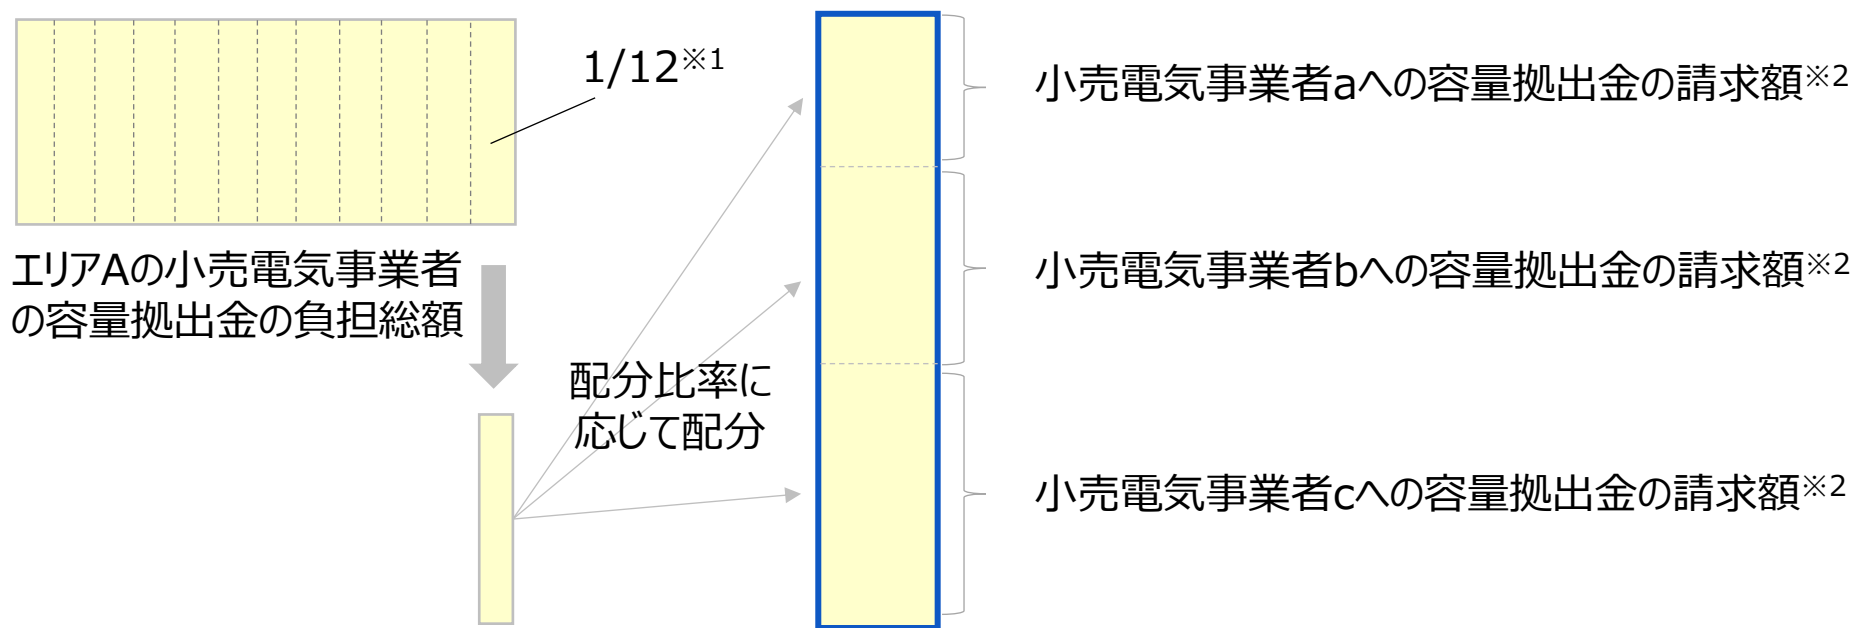 1/12※1
小売電気事業者aへの容量拠出金の請求額※2
エリアAの小売電気事業者
の容量拠出金の負担総額
小売電気事業者bへの容量拠出金の請求額※2
配分比率に
応じて配分
小売電気事業者cへの容量拠出金の請求額※2